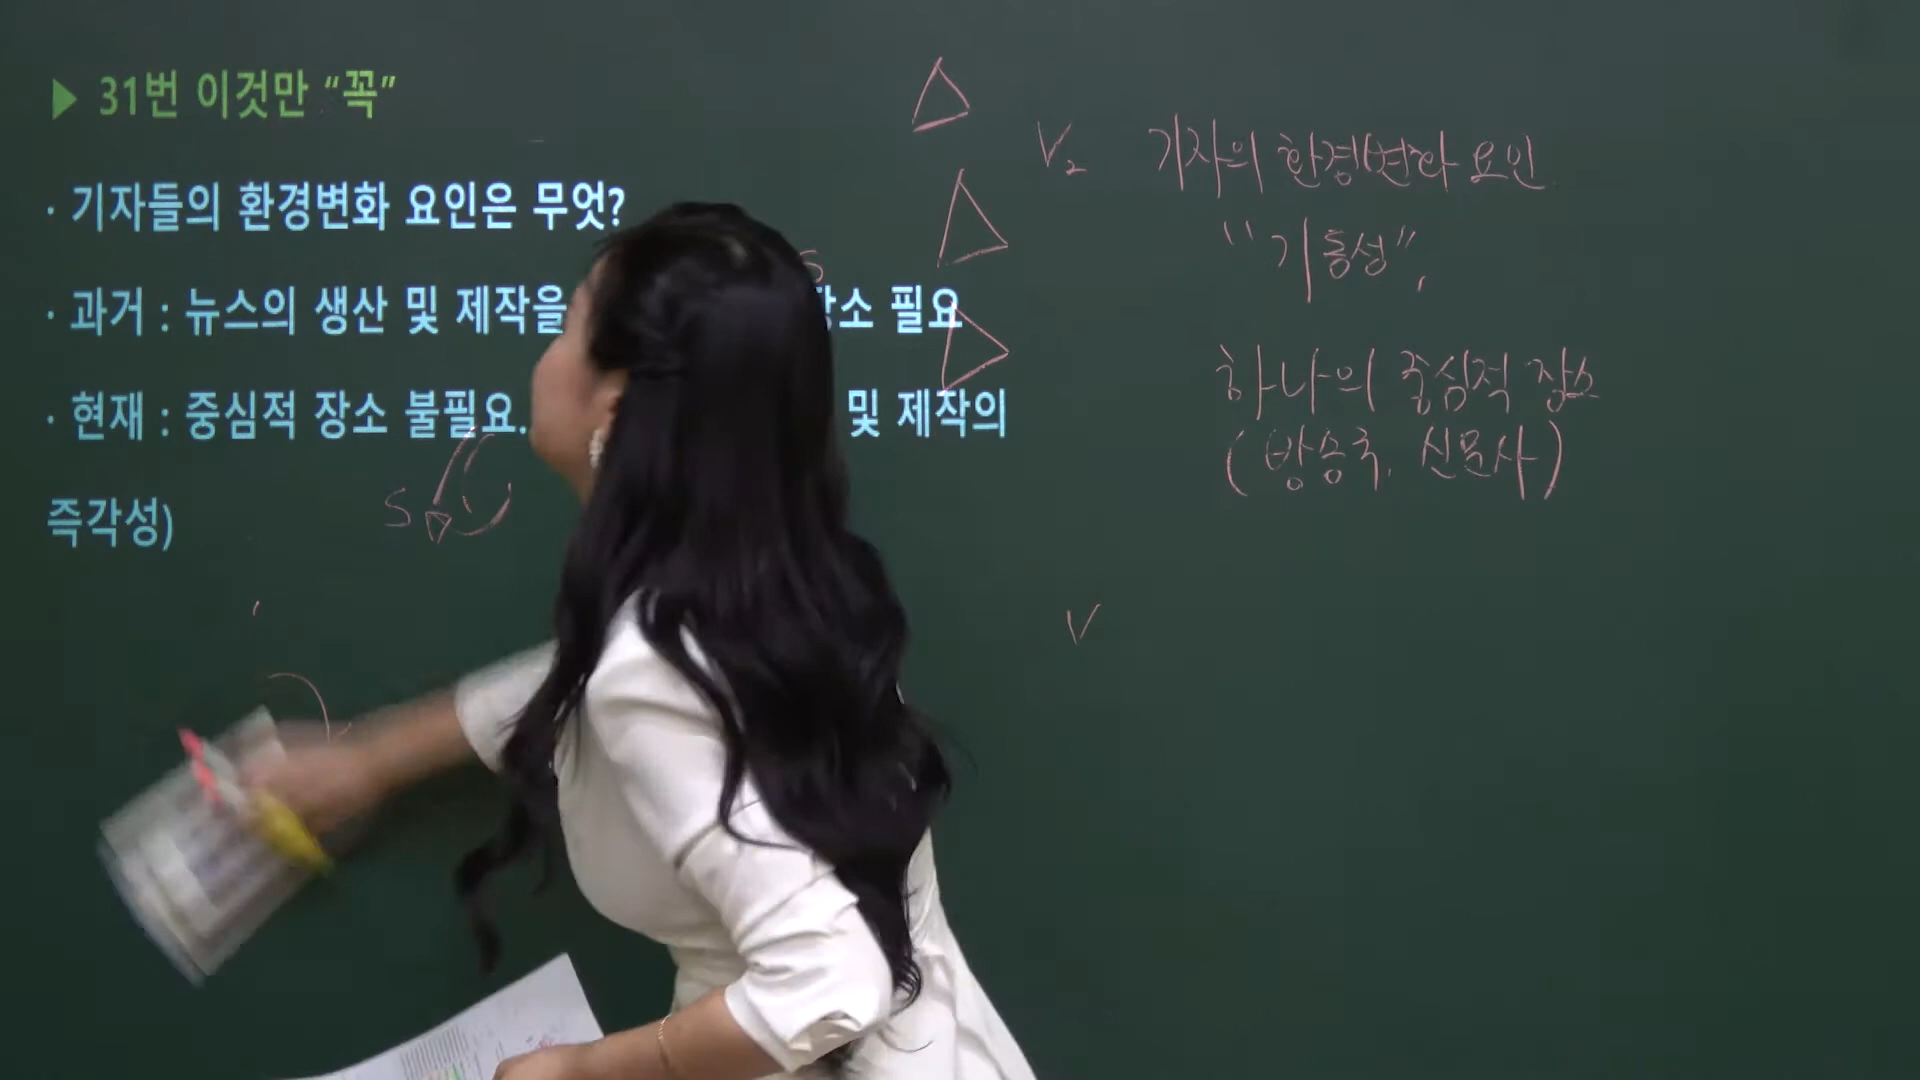 ▶ 31번 이것만 “꼭”
· 기자들의 환경변화 요인은 무엇?
· 과거 : 뉴스의 생산 및 제작을 장소 필요
· 현재 : 중심적 장소 불필요. 및 제작의
즉각성)
S
S
V2 기자의 환경변화 요인
"기동성",
하나의 중심적 장소
(방송국, 신문사)
V